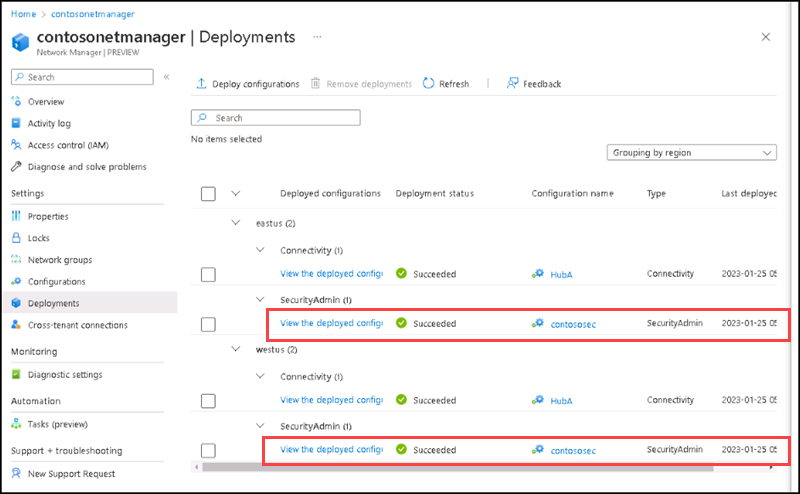 Home > contosonetmanager
contosonetmanager | Deployments ...
Network Manager | PREVIEW
Search
Overview
Activity log
Access control (IAM)
Diagnose and solve problems
Settings
Properties
Locks
Network groups
Configurations
Deployments
Cross-tenant connections
Monitoring
Diagnostic settings
Automation
Tasks (preview)
Support + troubleshooting
New Support Request
Deploy configurations Remove deployments Refresh Feedback
Search
No items selected
Grouping by region
Deployed configurations Deployment status Configuration name Type Last deployed
eastus (2)
Connectivity (1)
View the deployed config Succeeded HubA Connectivity 2023-01-25 05
SecurityAdmin (1)
View the deployed config Succeeded contososec SecurityAdmin 2023-01-25 05
westus (2)
Connectivity (1)
View the deployed config Succeeded HubA Connectivity 2023-01-25 05
SecurityAdmin (1)
View the deployed config Succeeded contososec SecurityAdmin 2023-01-25 05